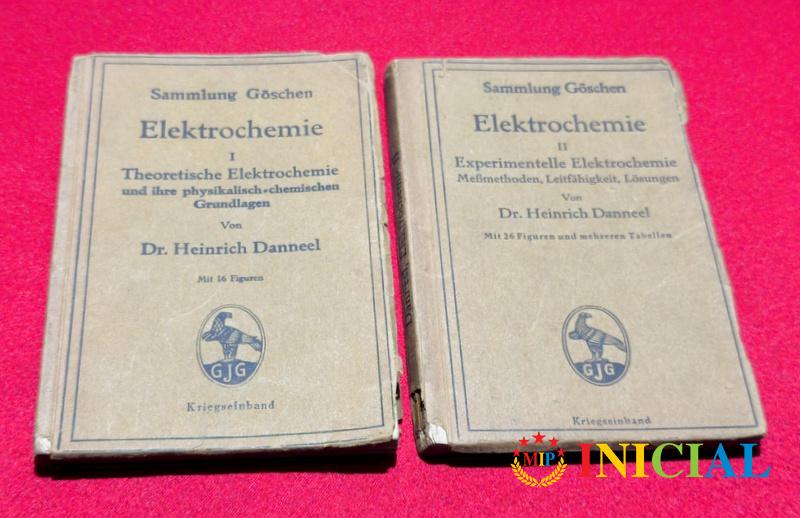 Sammlung Göschen
Elektrochemie
I
Theoretische Elektrochemie
und ihre physikalisch-chemischen
Grundlagen
Von
Dr. Heinrich Danneel
Mit 16 Figuren
GJG
Kriegseinband
Sammlung Göschen
Elektrochemie
II
Experimentelle Elektrochemie
Meßmethoden, Leitfähigkeit, Lösungen
Von
Dr. Heinrich Danneel
Mit 26 Figuren und mehreren Tabellen
GJG
Kriegseinband
MIP INICIAL